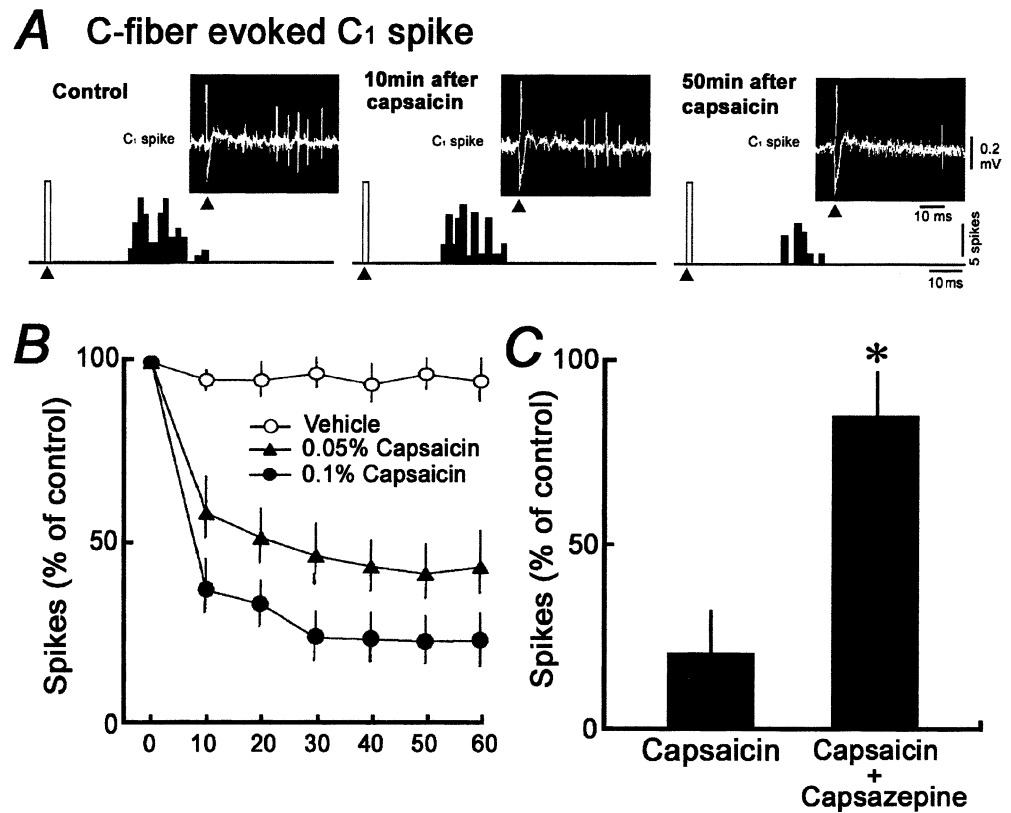 A C-fiber evoked C1 spike
Control
C1 spike
10min after
capsaicin
C1 spike
50min after
capsaicin
C1 spike
0.2
mV
10 ms
5 spikes
10 ms
B
Spikes (% of control)
100
50
0
Vehicle
0.05% Capsaicin
0.1% Capsaicin
0 10 20 30 40 50 60
C
Spikes (% of control)
100
50
0
*
Capsaicin
Capsaicin
+
Capsazepine